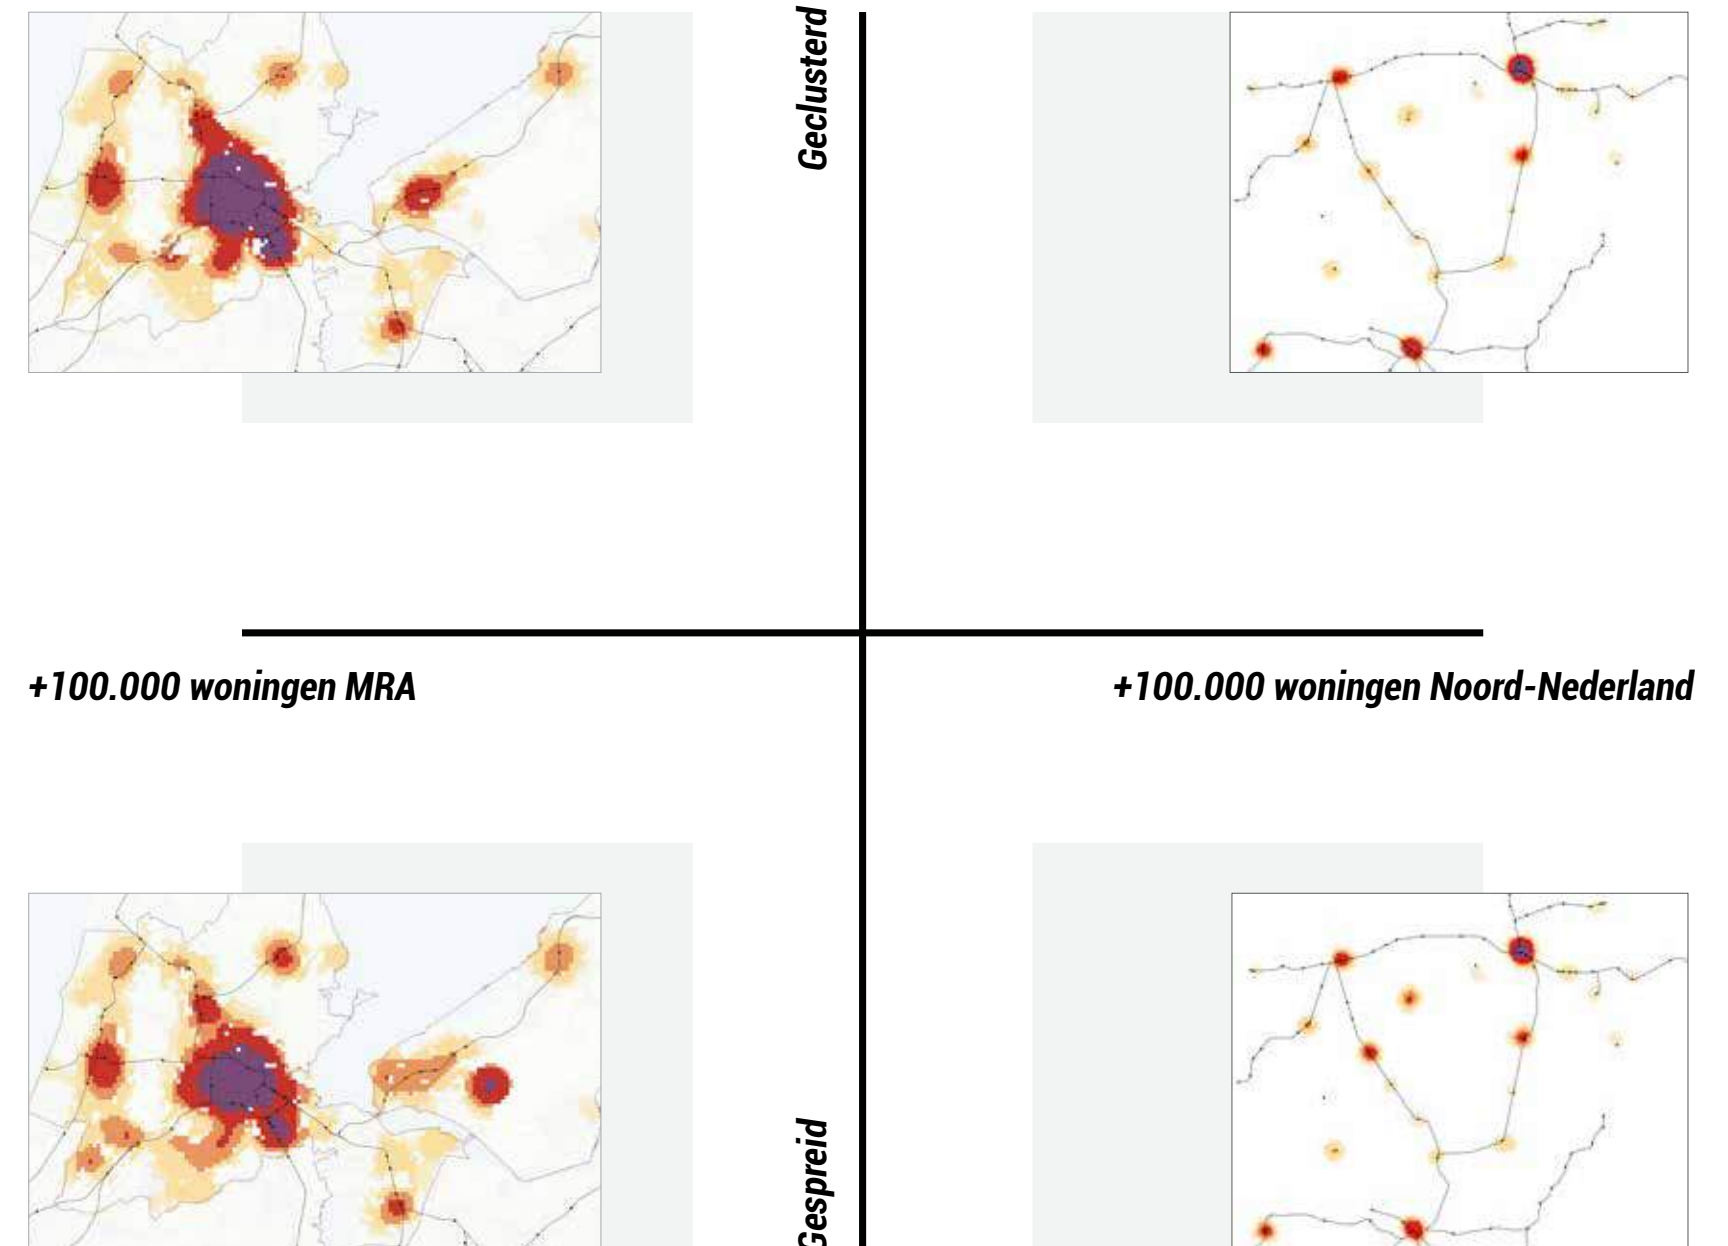 Geclusterd
+100.000 woningen MRA
+100.000 woningen Noord-Nederland
Gespreid